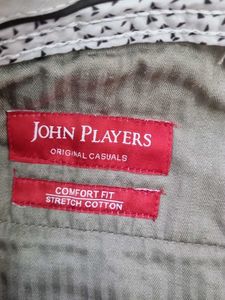 JOHN PLAYERS
ORIGINAL CASUALS
COMFORT FIT
STRETCH COTTON